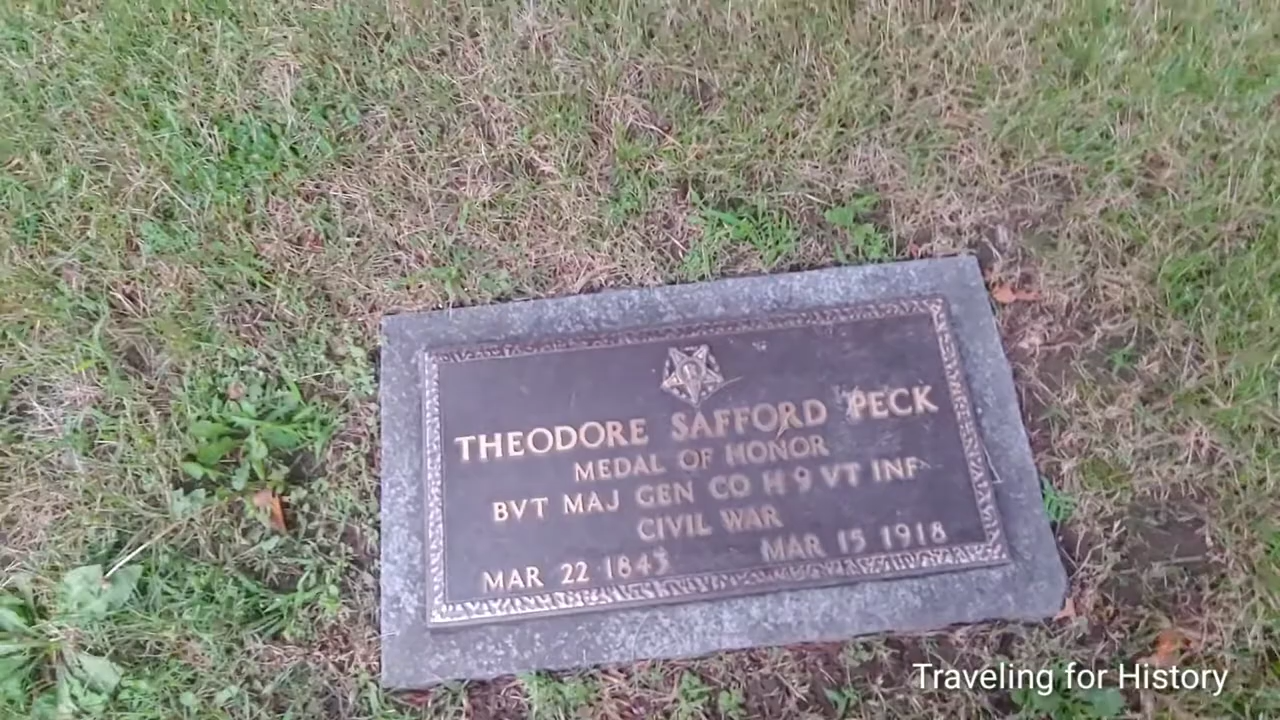 THEODORE SAFFORD PECK
MEDAL OF HONOR
BVT MAJ GEN CO H 9 VT INF
CIVIL WAR
MAR 22 1843 MAR 15 1918
Traveling for History